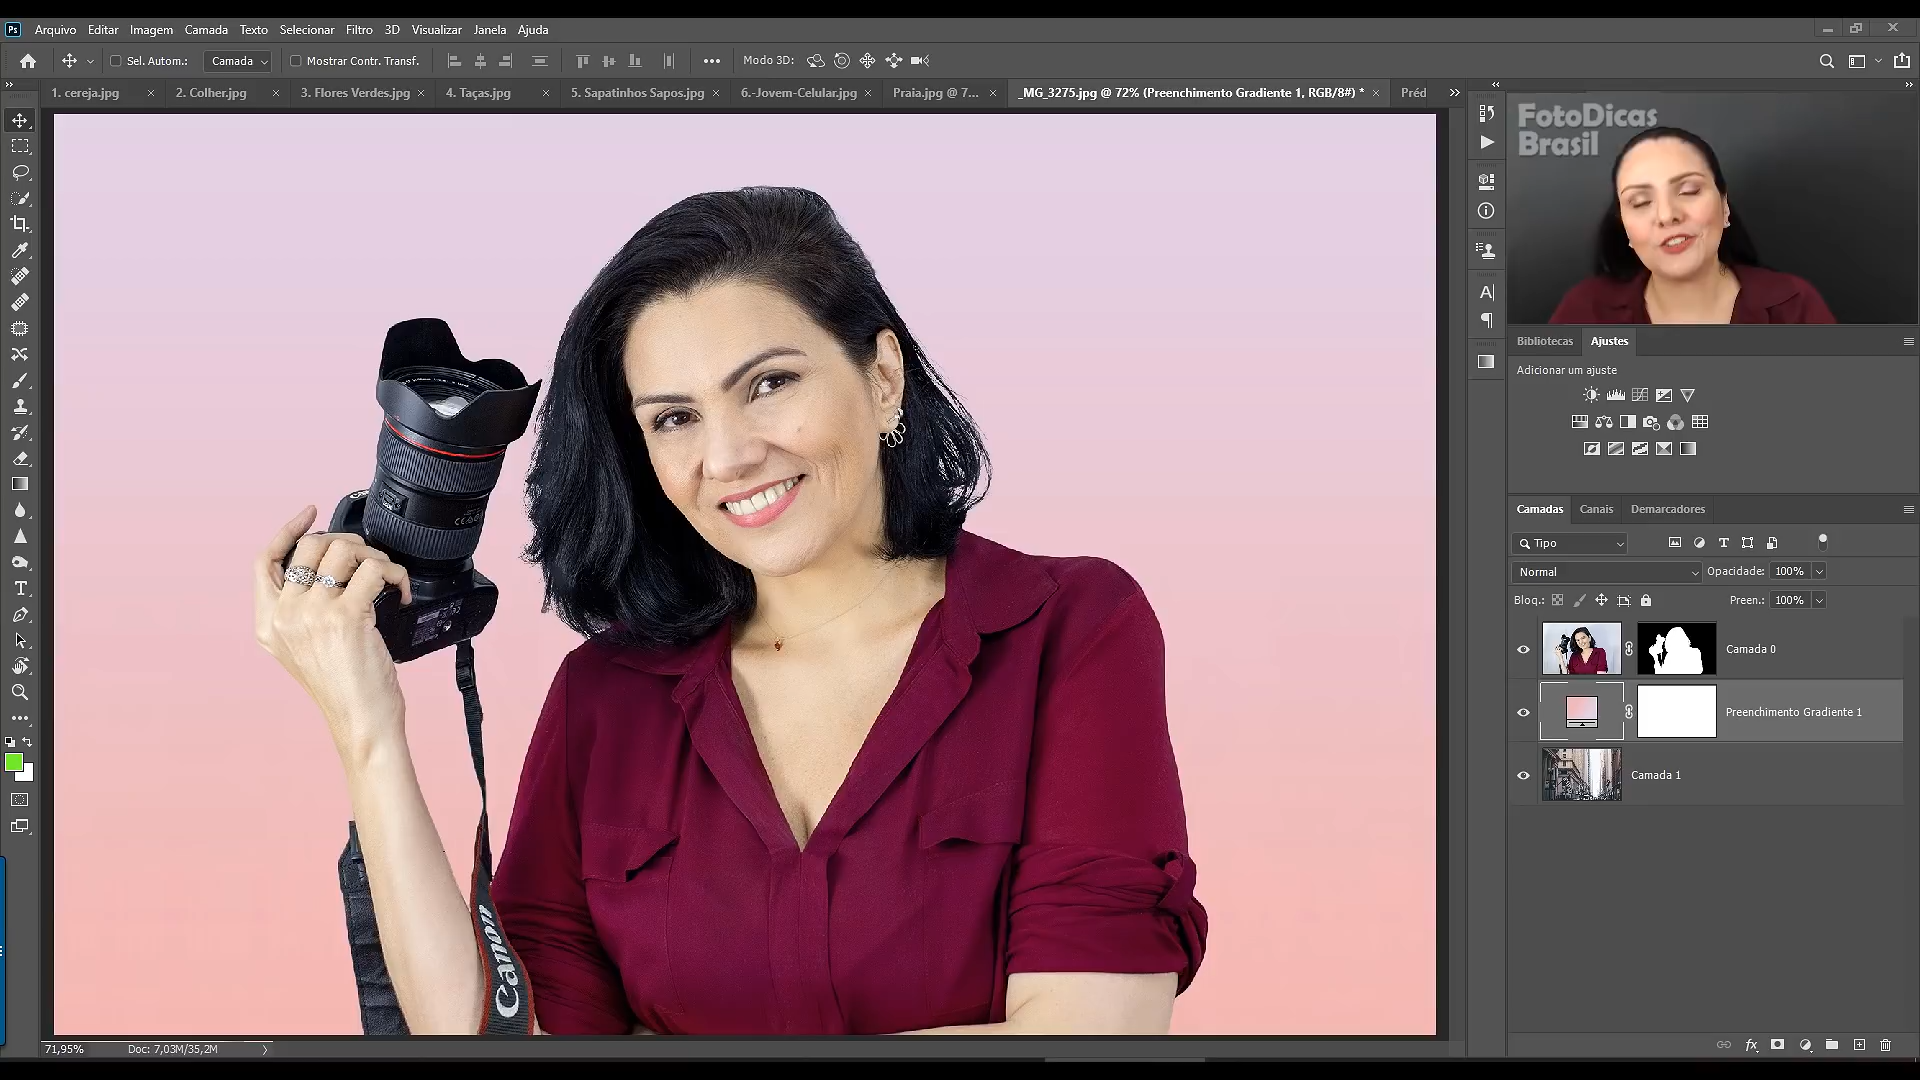 Ps Arquivo Editar Imagem Camada Texto Selecionar Filtro 3D Visualizar Janela Ajuda
Sel. Autom.: Camada Mostrar Contr. Transf. Modo 3D:
1. cereja.jpg 2. Colher.jpg 3. Flores Verdes.jpg 4. Taças.jpg 5. Sapatinhos Sapos.jpg 6.-Jovem-Celular.jpg Praia.jpg @ 7... _MG_3275.jpg @ 72% (Preenchimento Gradiente 1, RGB/8#) * Préd
FotoDicas
Brasil
Bibliotecas Ajustes
Adicionar um ajuste
Camadas Canais Demarcadores
Tipo
Normal Opacidade: 100%
Bloq.: Preen.: 100%
Camada 0
Preenchimento Gradiente 1
Camada 1
Canon
71,95% Doc: 7,03M/35,2M